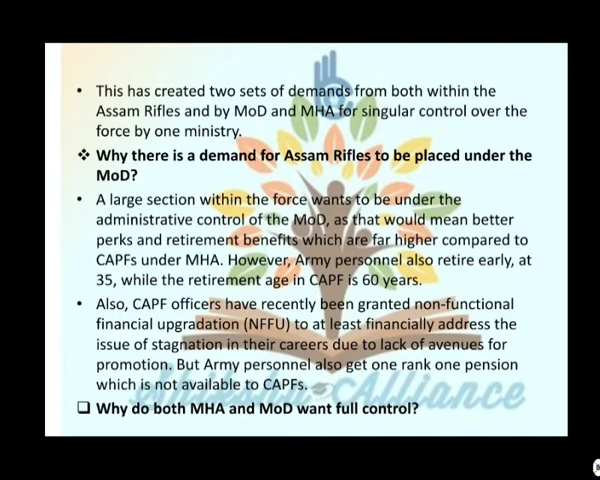 • This has created two sets of demands from both within the
Assam Rifles and by MoD and MHA for singular control over the
force by one ministry.
❖ Why there is a demand for Assam Rifles to be placed under the
MoD?
• A large section within the force wants to be under the
administrative control of the MoD, as that would mean better
perks and retirement benefits which are far higher compared to
CAPFs under MHA. However, Army personnel also retire early, at
35, while the retirement age in CAPF is 60 years.
• Also, CAPF officers have recently been granted non-functional
financial upgradation (NFFU) to at least financially address the
issue of stagnation in their careers due to lack of avenues for
promotion. But Army personnel also get one rank one pension
which is not available to CAPFs.
Alliance
❑ Why do both MHA and MoD want full control?